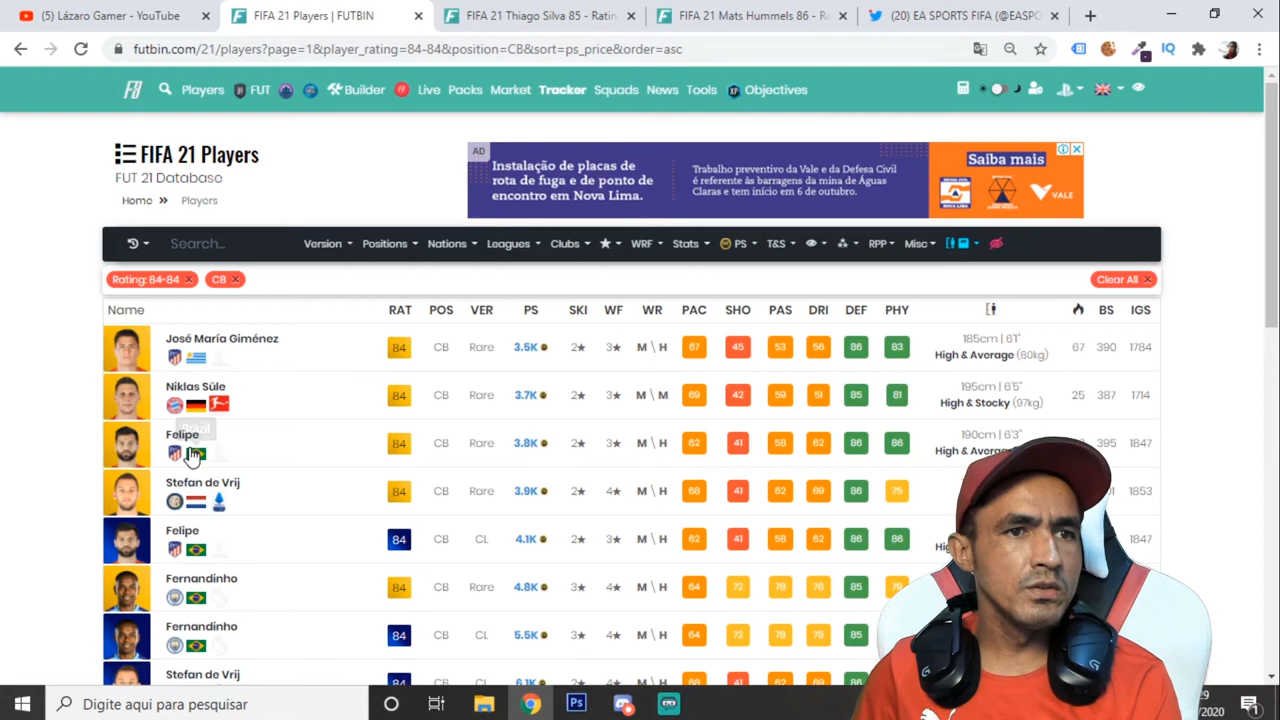 (5) Lázaro Gamer - YouTube
FIFA 21 Players | FUTBIN
FIFA 21 Thiago Silva 85 - Ratin
FIFA 21 Mats Hummels 86 - Ra
(20) EA SPORTS FIFA (@EASPO
futbin.com/21/players?page=1&player_rating=84-84&position=CB&sort=ps_price&order=asc
IQ
Players FUT Builder Live Packs Market Tracker Squads News Tools Objectives
FIFA 21 Players
FUT 21 Database
Home Players
AD
Instalação de placas de
rota de fuga e de ponto de
encontro em Nova Lima.
Trabalho preventivo da Vale e da Defesa Civil
é referente às barragens da mina de Águas
Claras e tem início em 6 de outubro.
Saiba mais
VALE
Search... Version Positions Nations Leagues Clubs WRF Stats PS T&S RPP Misc
Rating: 84-84 CB Clear All
Name RAT POS VER PS SKI WF WR PAC SHO PAS DRI DEF PHY BS IGS
José María Giménez 84 CB Rare 3.5K 2★ 3★ M \ H 67 45 53 56 86 83 185cm | 6'1" 67 390 1784
High & Average (80kg)
Niklas Süle 84 CB Rare 3.7K 2★ 3★ M \ M 69 42 59 51 85 81 195cm | 6'5" 25 387 1714
High & Stocky (97kg)
Brazil
Felipe 84 CB Rare 3.8K 2★ 3★ M \ H 62 41 58 62 86 86 190cm | 6'3" 395 1847
High & Averag
Stefan de Vrij 84 CB Rare 3.9K 2★ 4★ M \ H 68 41 62 69 86 75 1853
Felipe 84 CB CL 4.1K 2★ 3★ M \ H 62 41 58 62 86 86 1847
Fernandinho 84 CB Rare 4.8K 3★ 4★ M \ H 64 72 78 78 85
Fernandinho 84 CB CL 5.5K 3★ 4★ M \ H 64 72 78 78 85
Stefan de Vrij
Digite aqui para pesquisar
Ps
/2020